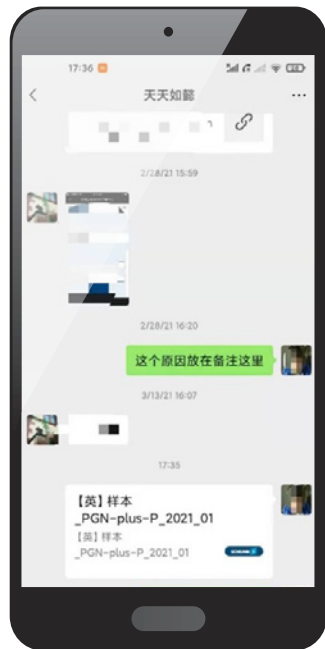 17:36
天天如懿
2/28/21 15:59
2/28/21 16:20
这个原因放在备注这里
3/13/21 16:07
17:35
【英】样本
_PGN-plus-P_2021_01
【英】样本
_PGN-plus-P_2021_01
SCHUNK